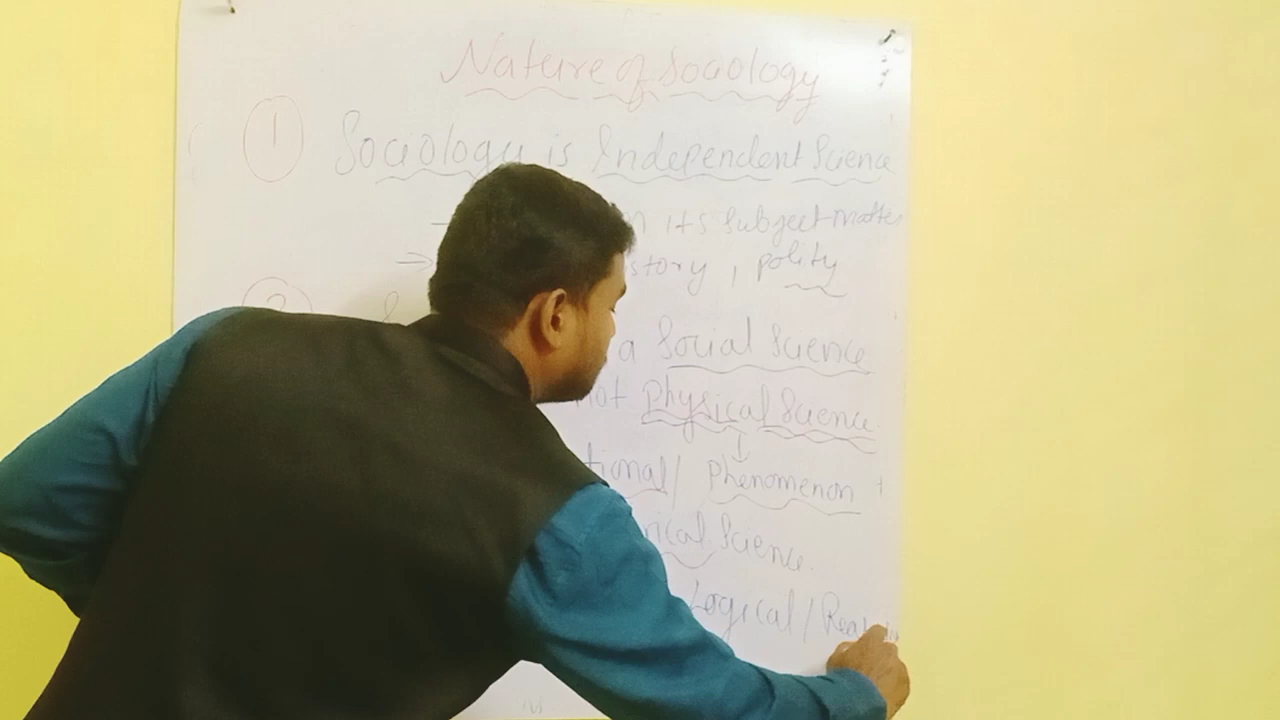 Nature of Sociology
1 Sociology is Independent Science
its subject matter
→ story, polity
2 a Social Science
not physical Science
tional/ Phenomenon +
rical Science
Logical / Rea